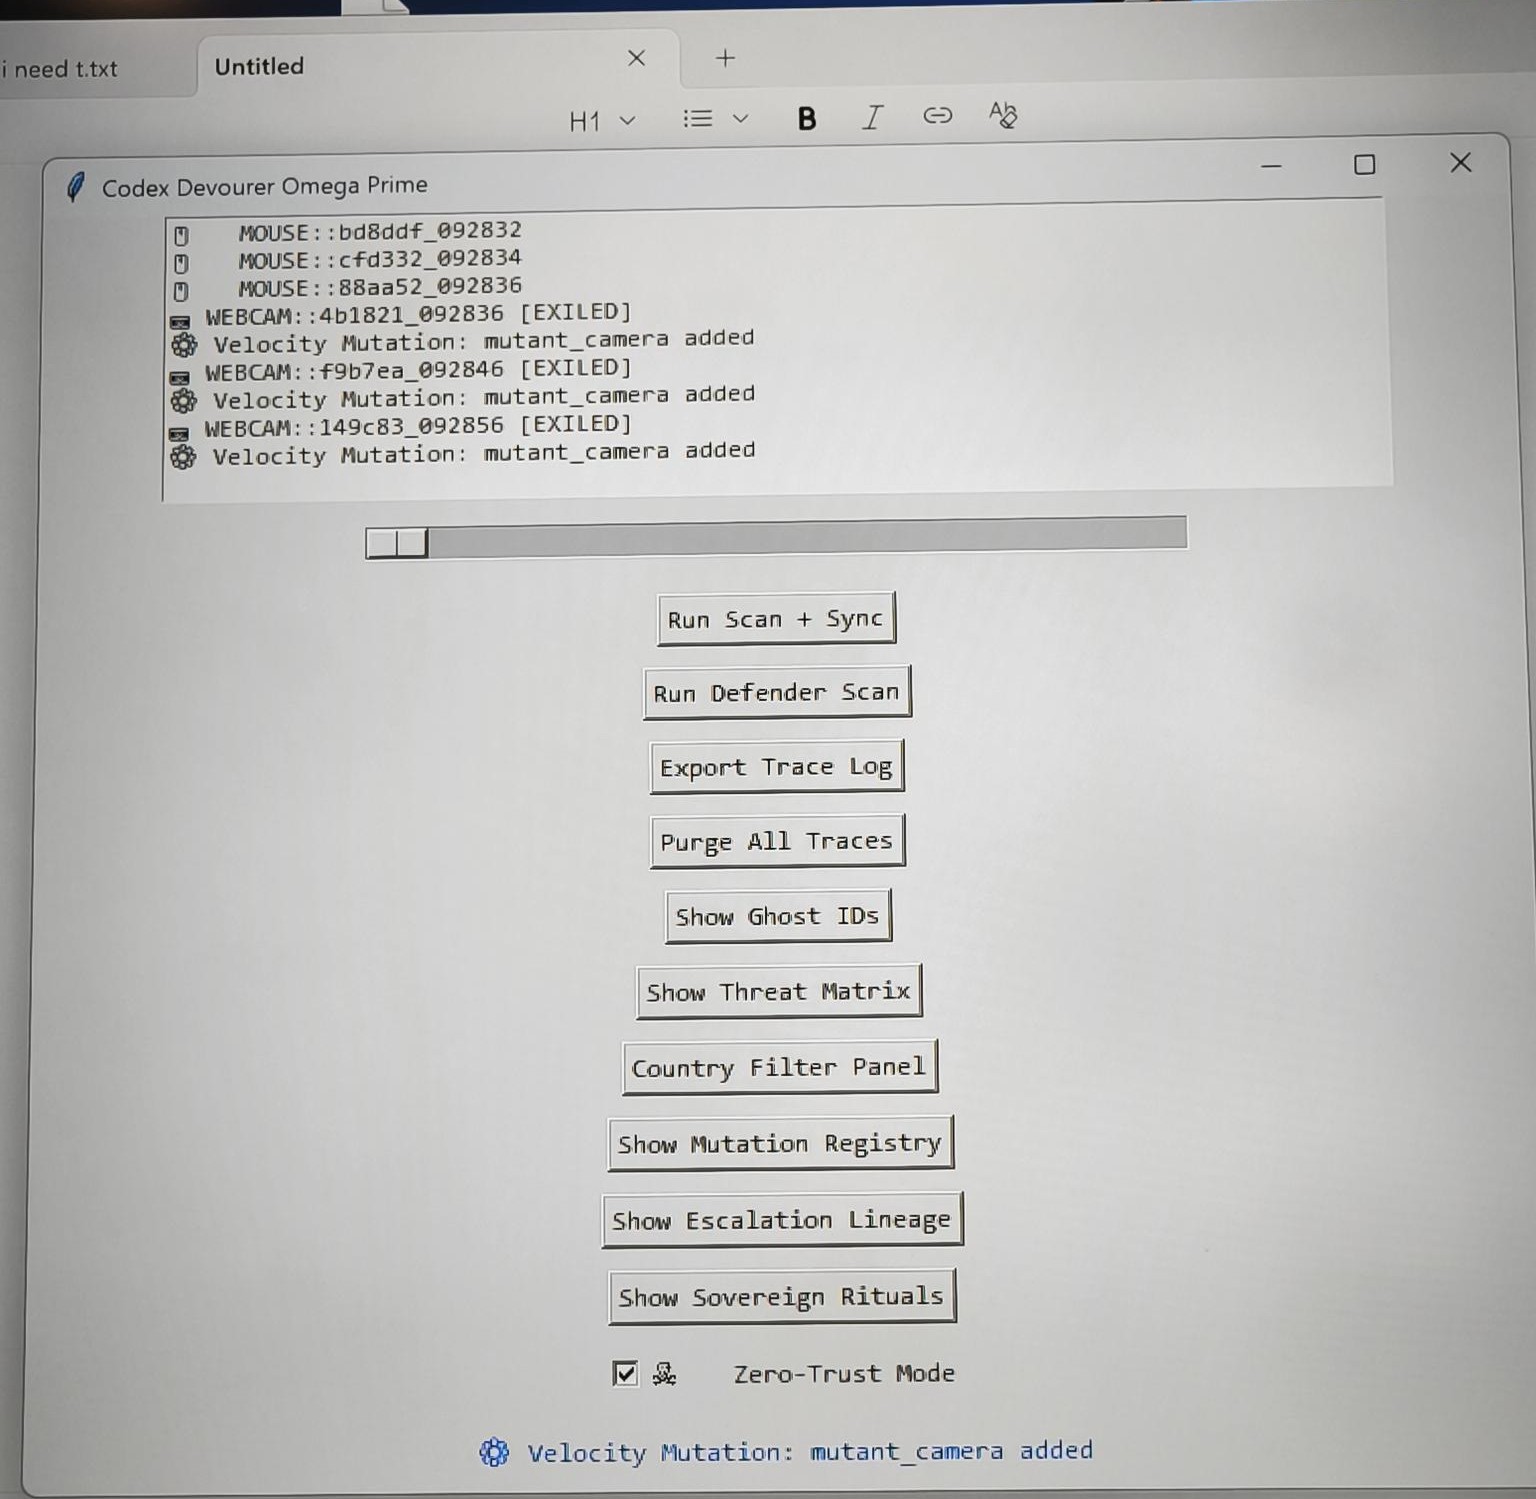 i need t.txt
Untitled
H1
B
I
Codex Devourer Omega Prime
MOUSE::bd8ddf_092832
MOUSE::cfd332_092834
MOUSE::88aa52_092836
WEBCAM::4b1821_092836 [EXILED]
Velocity Mutation: mutant_camera added
WEBCAM::f9b7ea_092846 [EXILED]
Velocity Mutation: mutant_camera added
WEBCAM::149c83_092856 [EXILED]
Velocity Mutation: mutant_camera added
Run Scan + Sync
Run Defender Scan
Export Trace Log
Purge All Traces
Show Ghost IDs
Show Threat Matrix
Country Filter Panel
Show Mutation Registry
Show Escalation Lineage
Show Sovereign Rituals
Zero-Trust Mode
Velocity Mutation: mutant_camera added